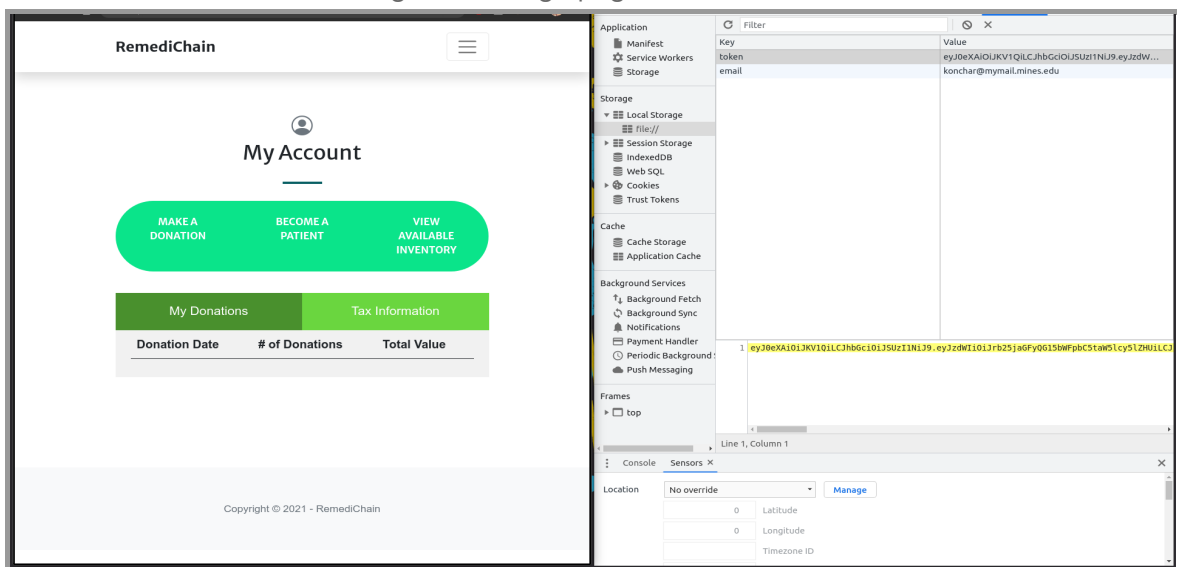 RemediChain
My Account
MAKE A
DONATION
BECOME A
PATIENT
VIEW
AVAILABLE
INVENTORY
My Donations
Tax Information
Donation Date # of Donations Total Value
Copyright © 2021 - RemediChain
Application
Manifest
Service Workers
Storage
Storage
Local Storage
file://
Session Storage
IndexedDB
Web SQL
Cookies
Trust Tokens
Cache
Cache Storage
Application Cache
Background Services
Background Fetch
Background Sync
Notifications
Payment Handler
Periodic Background
Push Messaging
Frames
top
Filter
Key Value
token eyJ0eXAiOiJKV1QiLCJhbGciOiJSUzI1NiJ9.eyJzdW...
email konchar@mymail.mines.edu
1 eyJ0eXAiOiJKV1QiLCJhbGciOiJSUzI1NiJ9.eyJzdWIiOiJrb25jaGFyQG15bWFpbC5taW5lcy5lZHUiLCJ
Line 1, Column 1
Console Sensors ×
Location No override Manage
0 Latitude
0 Longitude
Timezone ID